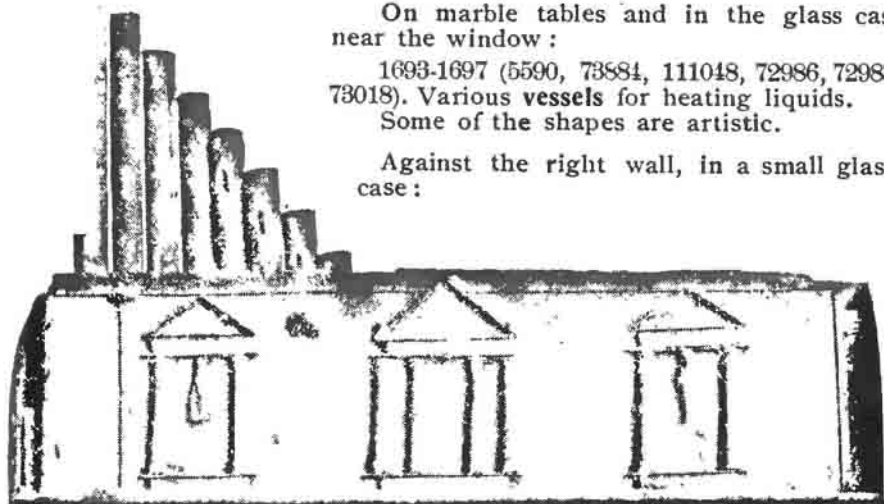 On marble tables and in the glass cas
near the window :
1693-1697 (5590, 73884, 111048, 72986, 7298
73018). Various vessels for heating liquids.
Some of the shapes are artistic.
Against the right wall, in a small glas
case :